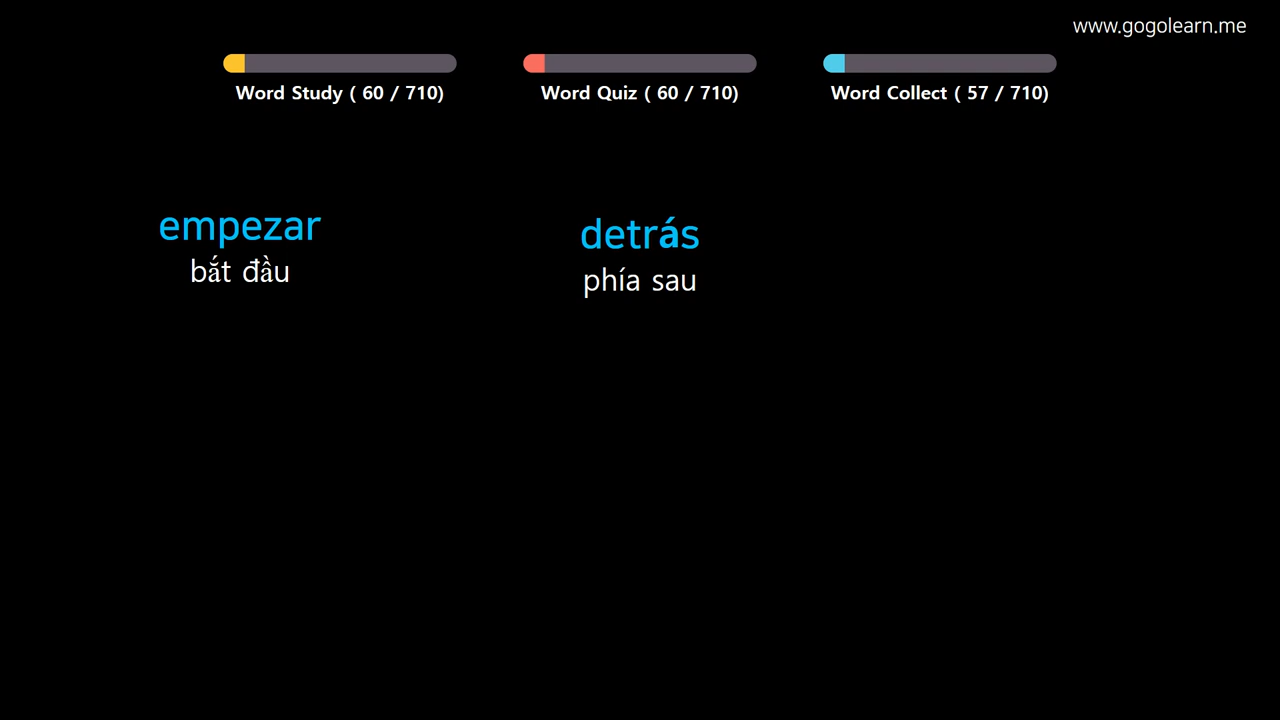 www.gogolearn.me
Word Study ( 60 / 710)
Word Quiz ( 60 / 710)
Word Collect ( 57 / 710)
empezar
bắt đầu
detrás
phía sau